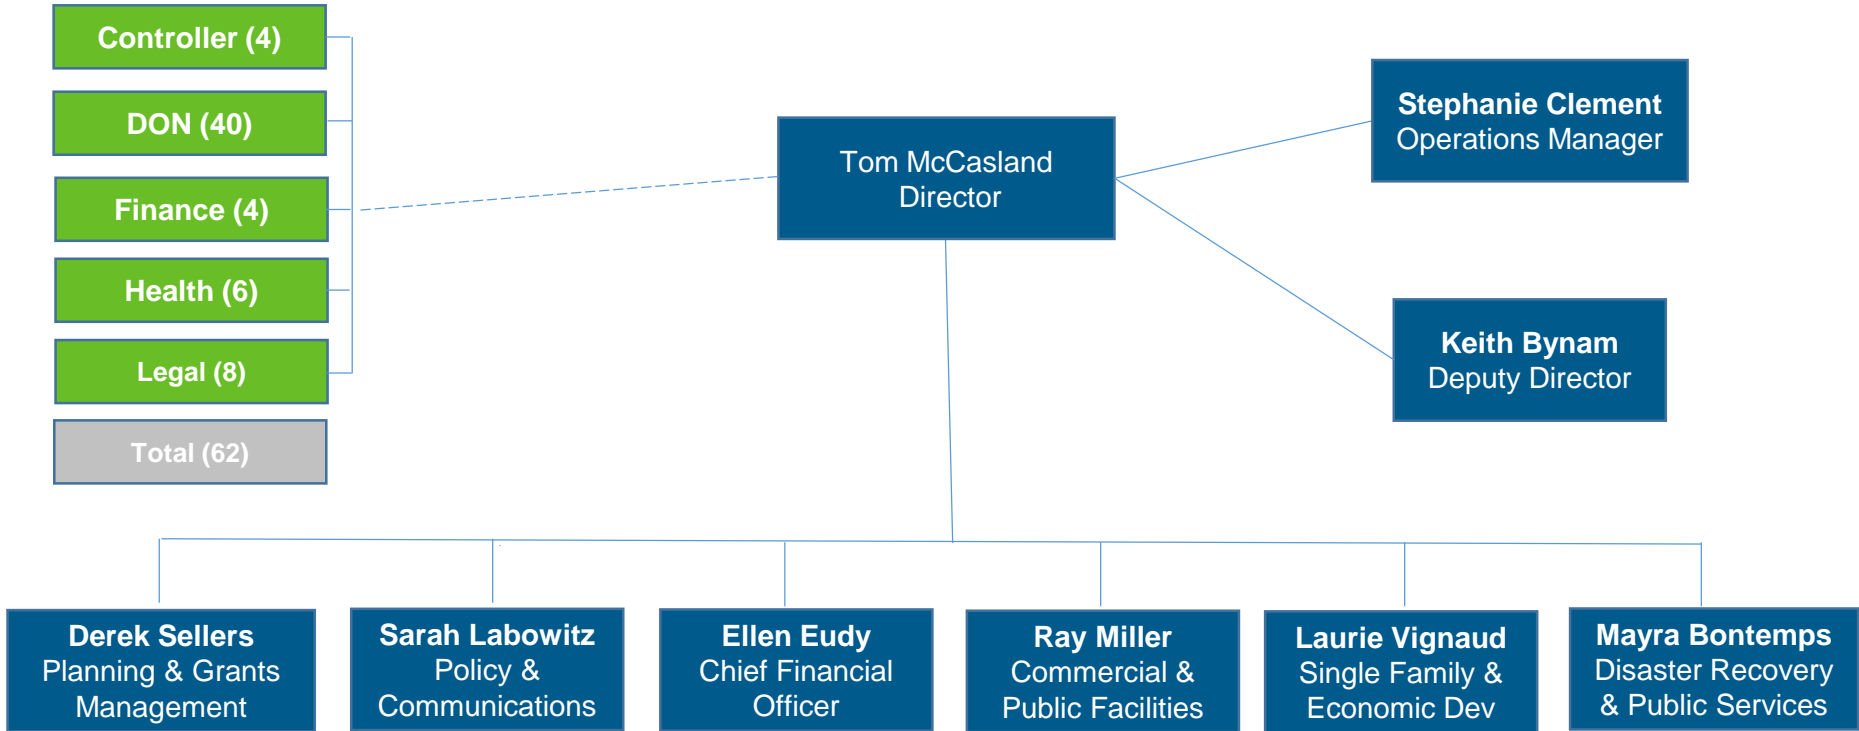 Controller (4)
DON (40)
Finance (4)
Health (6)
Legal (8)
Total (62)
Tom McCasland
Director
Stephanie Clement
Operations Manager
Keith Bynam
Deputy Director
Derek Sellers
Planning & Grants
Management
Sarah Labowitz
Policy &
Communications
Ellen Eudy
Chief Financial
Officer
Ray Miller
Commercial &
Public Facilities
Laurie Vignaud
Single Family &
Economic Dev
Mayra Bontemps
Disaster Recovery
& Public Services